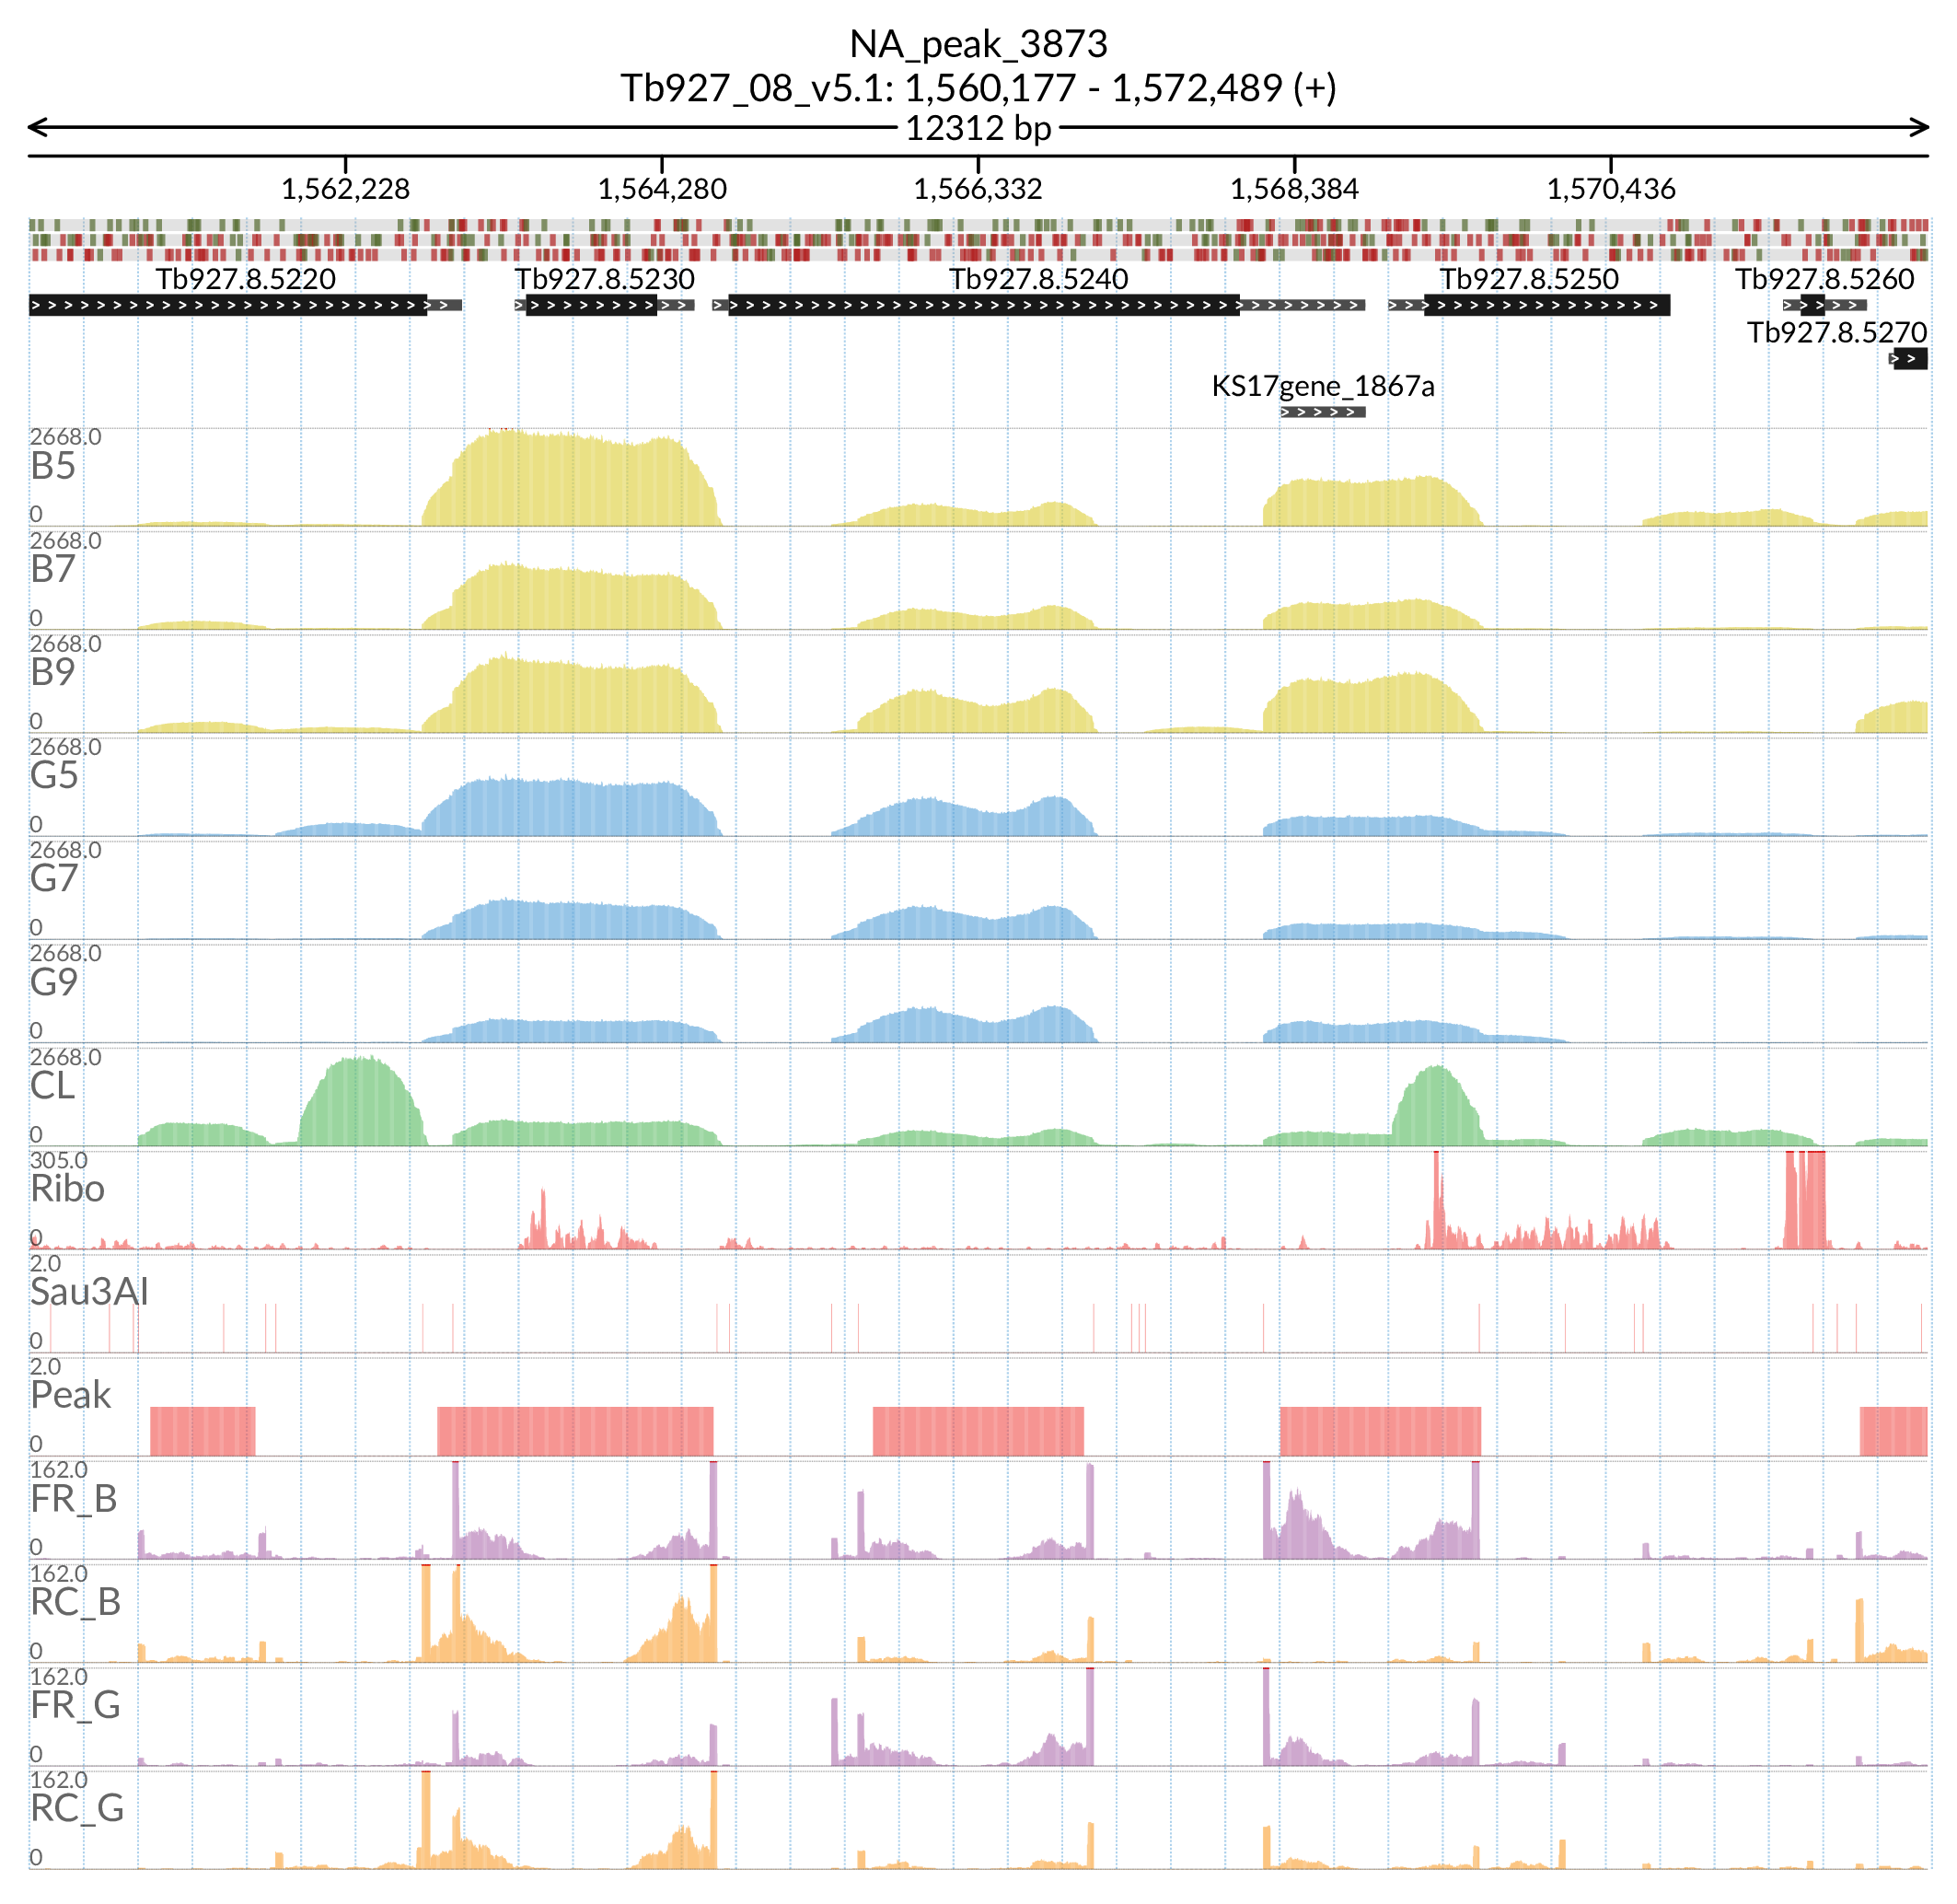 NA_peak_3873
Tb927_08_v5.1: 1,560,177 - 1,572,489 (+)
12312 bp
1,562,228 1,564,280 1,566,332 1,568,384 1,570,436
Tb927.8.5220 Tb927.8.5230 Tb927.8.5240 Tb927.8.5250 Tb927.8.5260
Tb927.8.5270
KS17gene_1867a
2668.0
B5
0
2668.0
B7
0
2668.0
B9
0
2668.0
G5
0
2668.0
G7
0
2668.0
G9
0
2668.0
CL
0
305.0
Ribo
0
2.0
Sau3AI
0
2.0
Peak
0
162.0
FR_B
0
162.0
RC_B
0
162.0
FR_G
0
162.0
RC_G
0